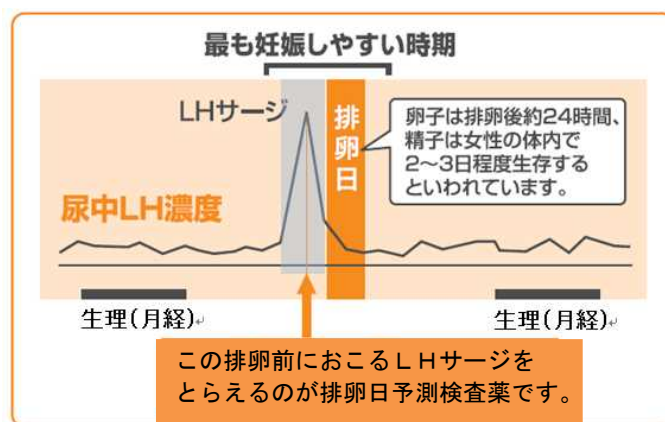 最も妊娠しやすい時期
LHサージ
排卵日
卵子は排卵後約24時間、
精子は女性の体内で
2〜3日程度生存する
といわれています。
尿中LH濃度
生理(月経)
生理(月経)
この排卵前におこるＬＨサージを
とらえるのが排卵日予測検査薬です。